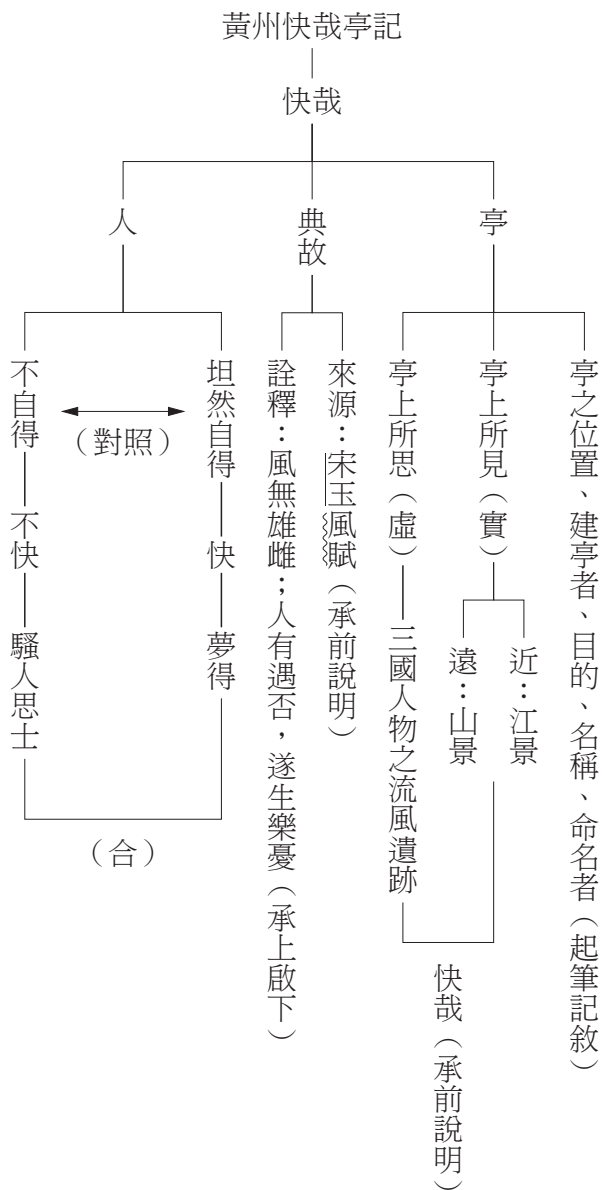 黃州快哉亭記
快哉
亭
典故
人
亭之位置、建亭者、目的、名稱、命名者（起筆記敘）
亭上所見（實）
近：江景
遠：山景
亭上所思（虛）
三國人物之流風遺跡
快哉（承前說明）
來源：宋玉風賦（承前說明）
詮釋：風無雄雌；人有遇否，遂生樂憂（承上啟下）
坦然自得
快
夢得
（對照）
不自得
不快
騷人思士
（合）